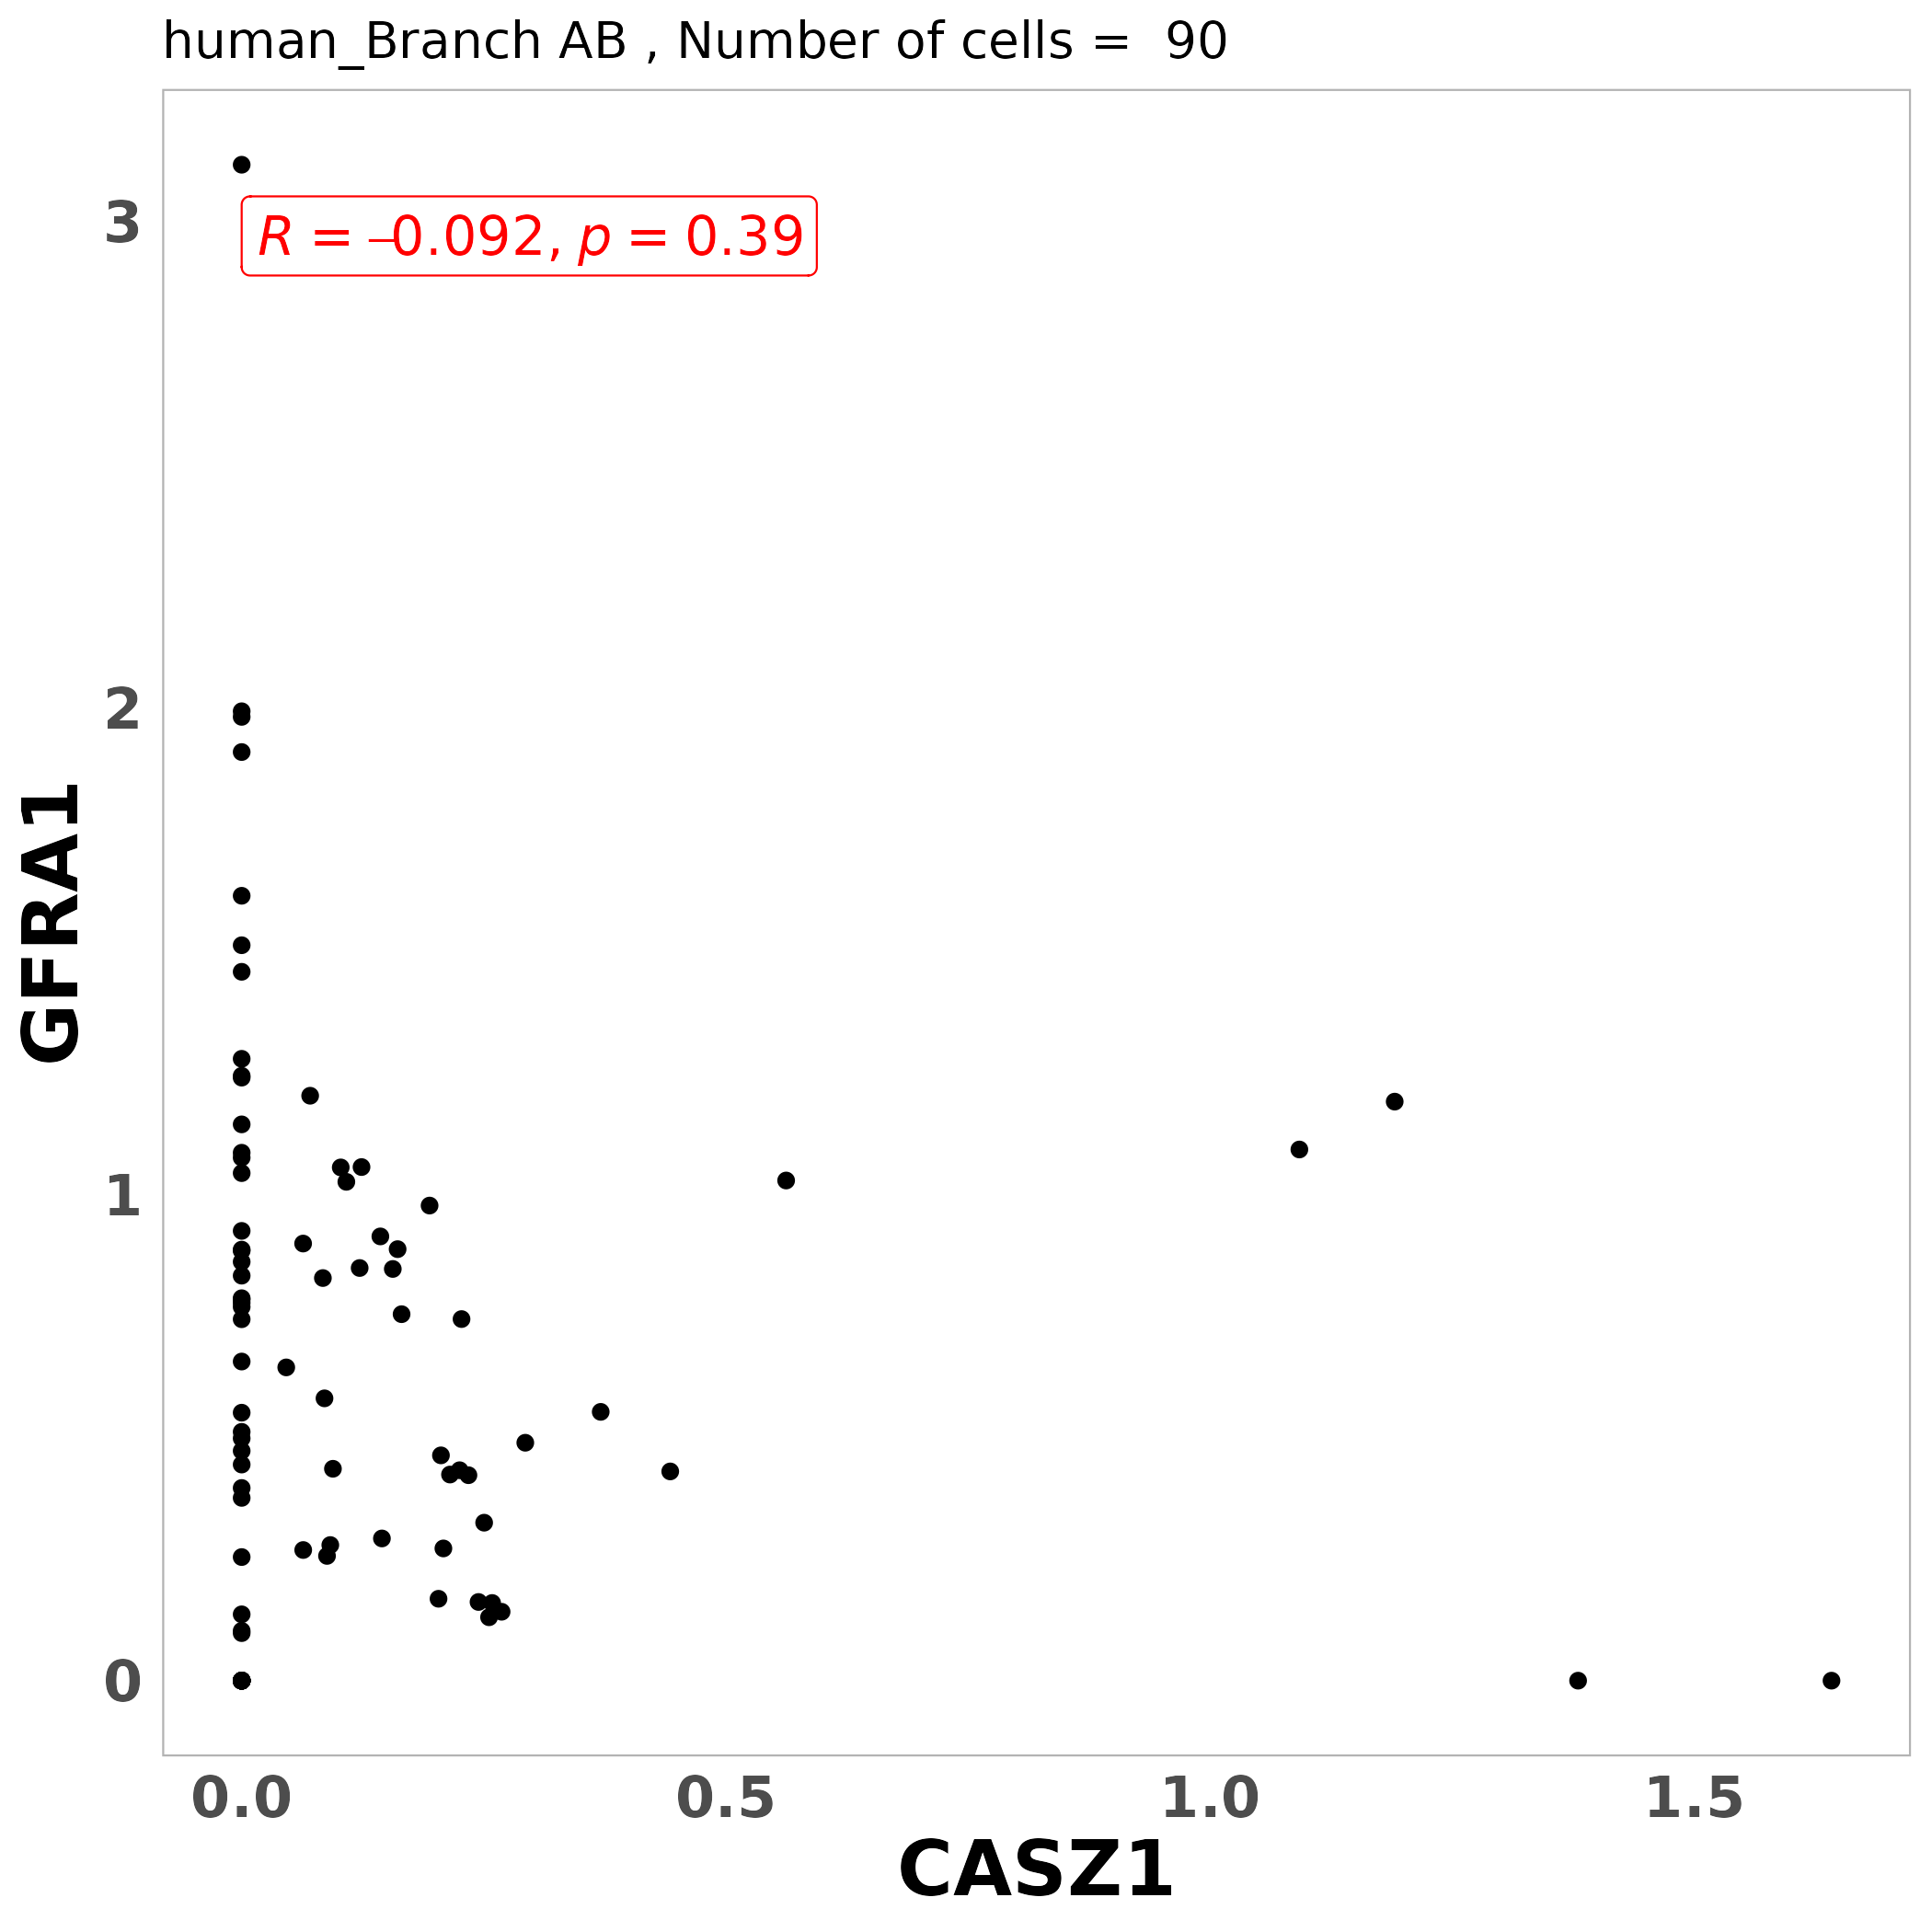 human_Branch AB , Number of cells =  90
R = –0.092, p = 0.39
3
2
1
0
GFRA1
0.0 0.5 1.0 1.5
CASZ1